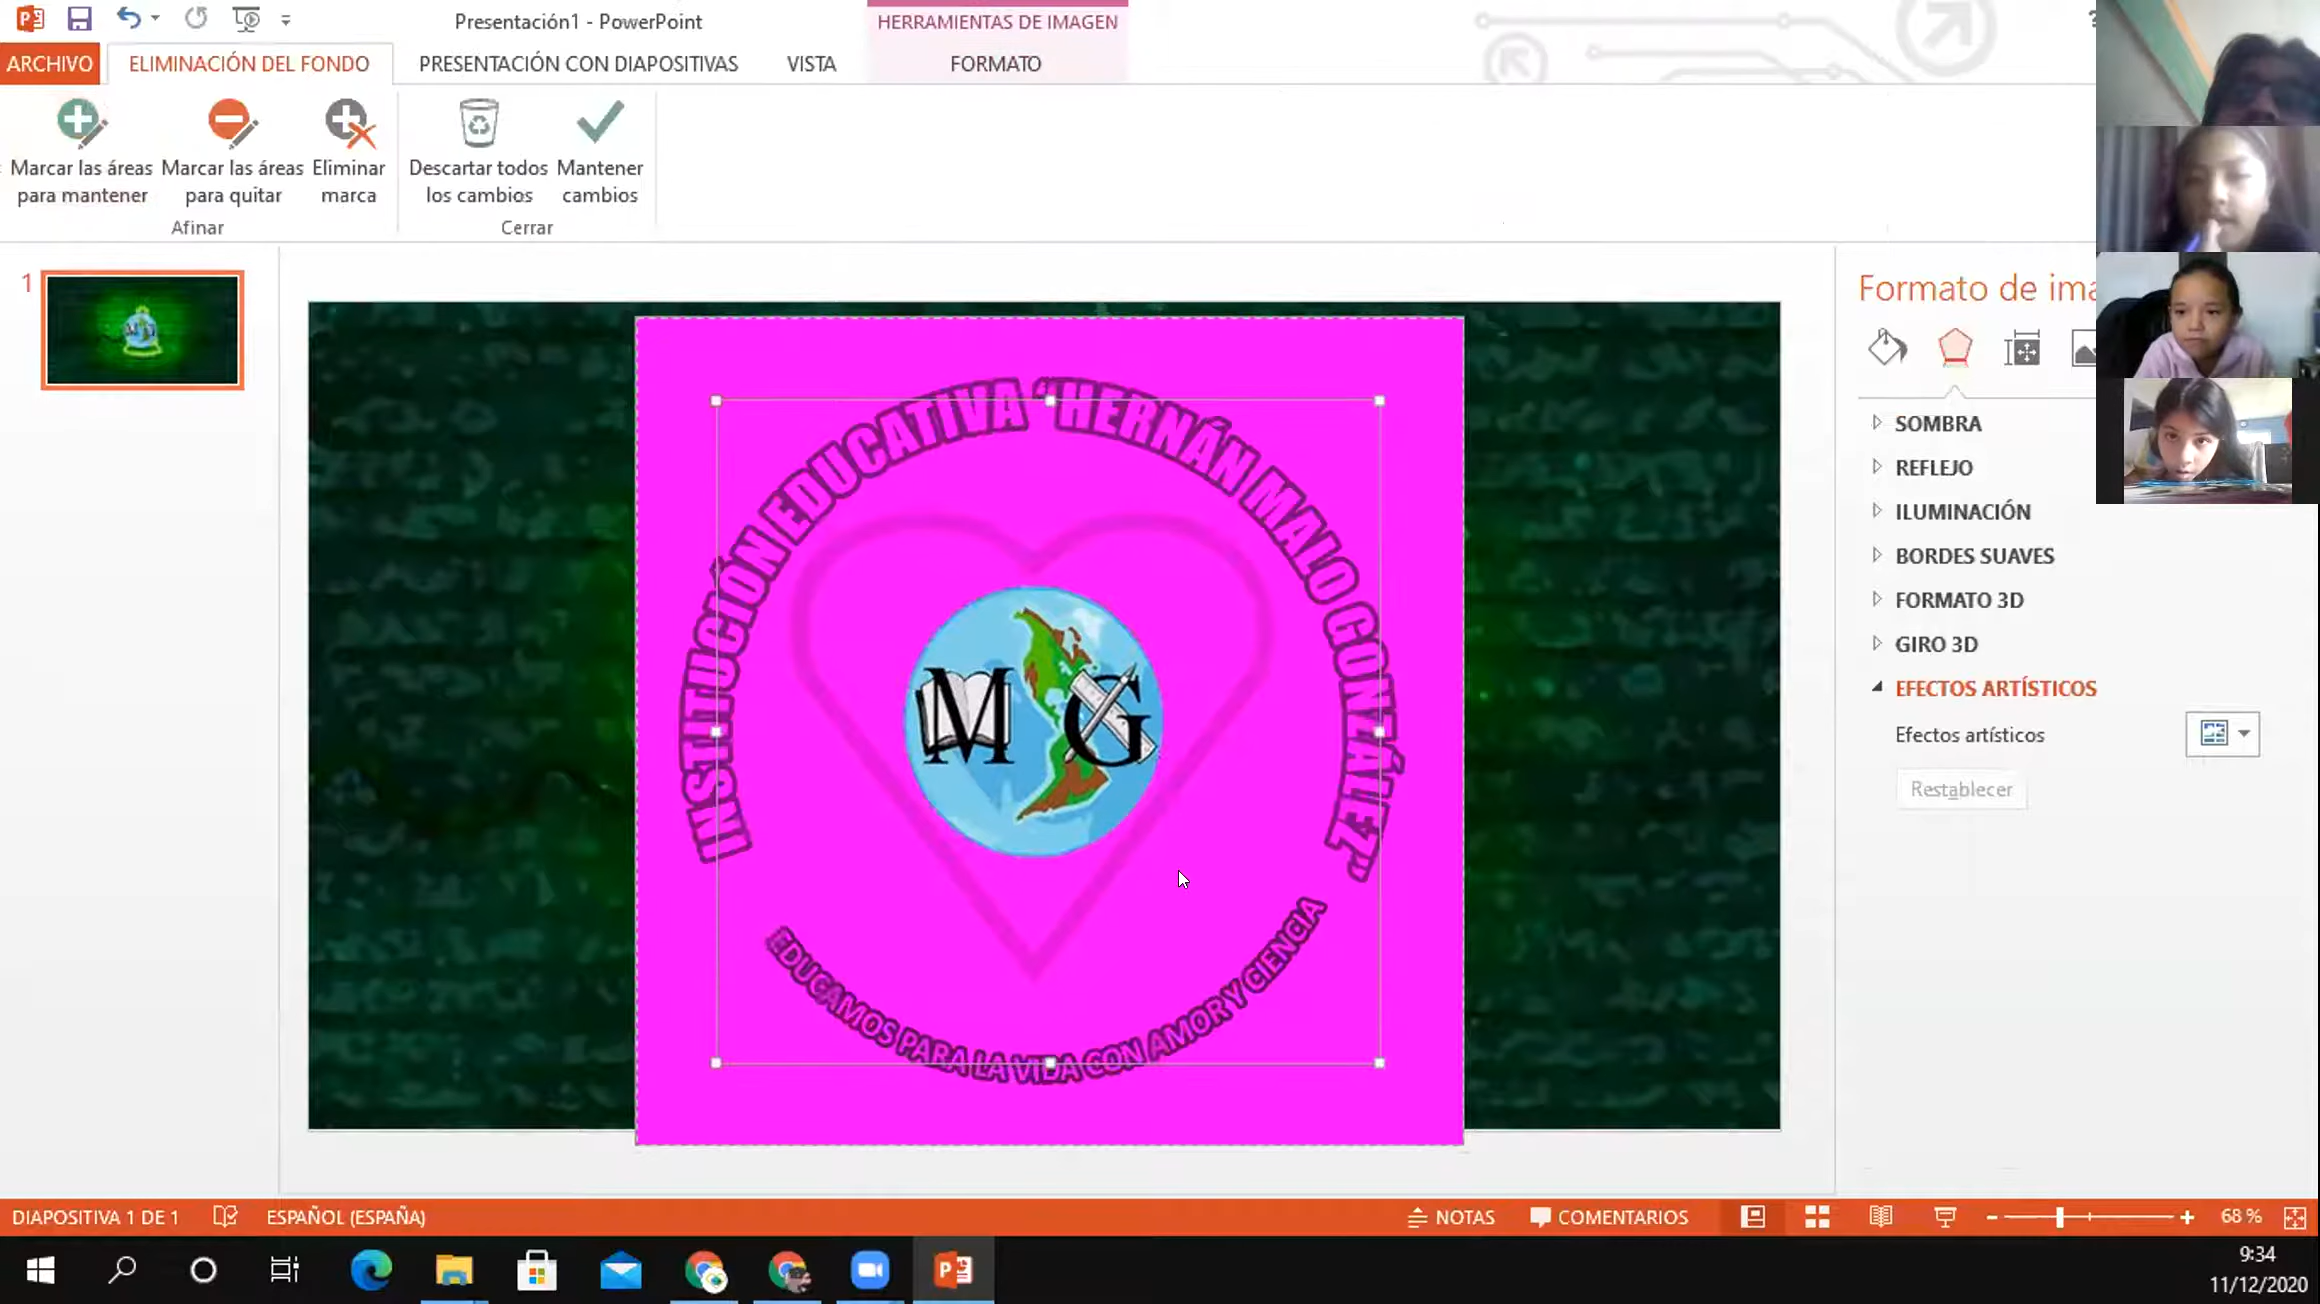 Presentación1 - PowerPoint
HERRAMIENTAS DE IMAGEN
?
ARCHIVO
ELIMINACIÓN DEL FONDO
PRESENTACIÓN CON DIAPOSITIVAS
VISTA
FORMATO
Marcar las áreas
para mantener
Marcar las áreas
para quitar
Eliminar
marca
Descartar todos
los cambios
Mantener
cambios
Afinar
Cerrar
1
INSTITUCIÓN EDUCATIVA "HERNÁN MALO GONZÁLEZ"
M G
EDUCAMOS PARA LA VIDA CON AMOR Y CIENCIA
Formato de ima
SOMBRA
REFLEJO
ILUMINACIÓN
BORDES SUAVES
FORMATO 3D
GIRO 3D
EFECTOS ARTÍSTICOS
Efectos artísticos
Restablecer
DIAPOSITIVA 1 DE 1
ESPAÑOL (ESPAÑA)
NOTAS
COMENTARIOS
68 %
9:34
11/12/2020